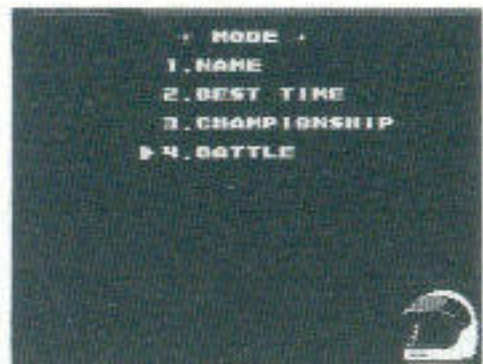 · MODE ·
1.NAME
2.BEST TIME
3.CHAMPIONSHIP
▶4.BATTLE